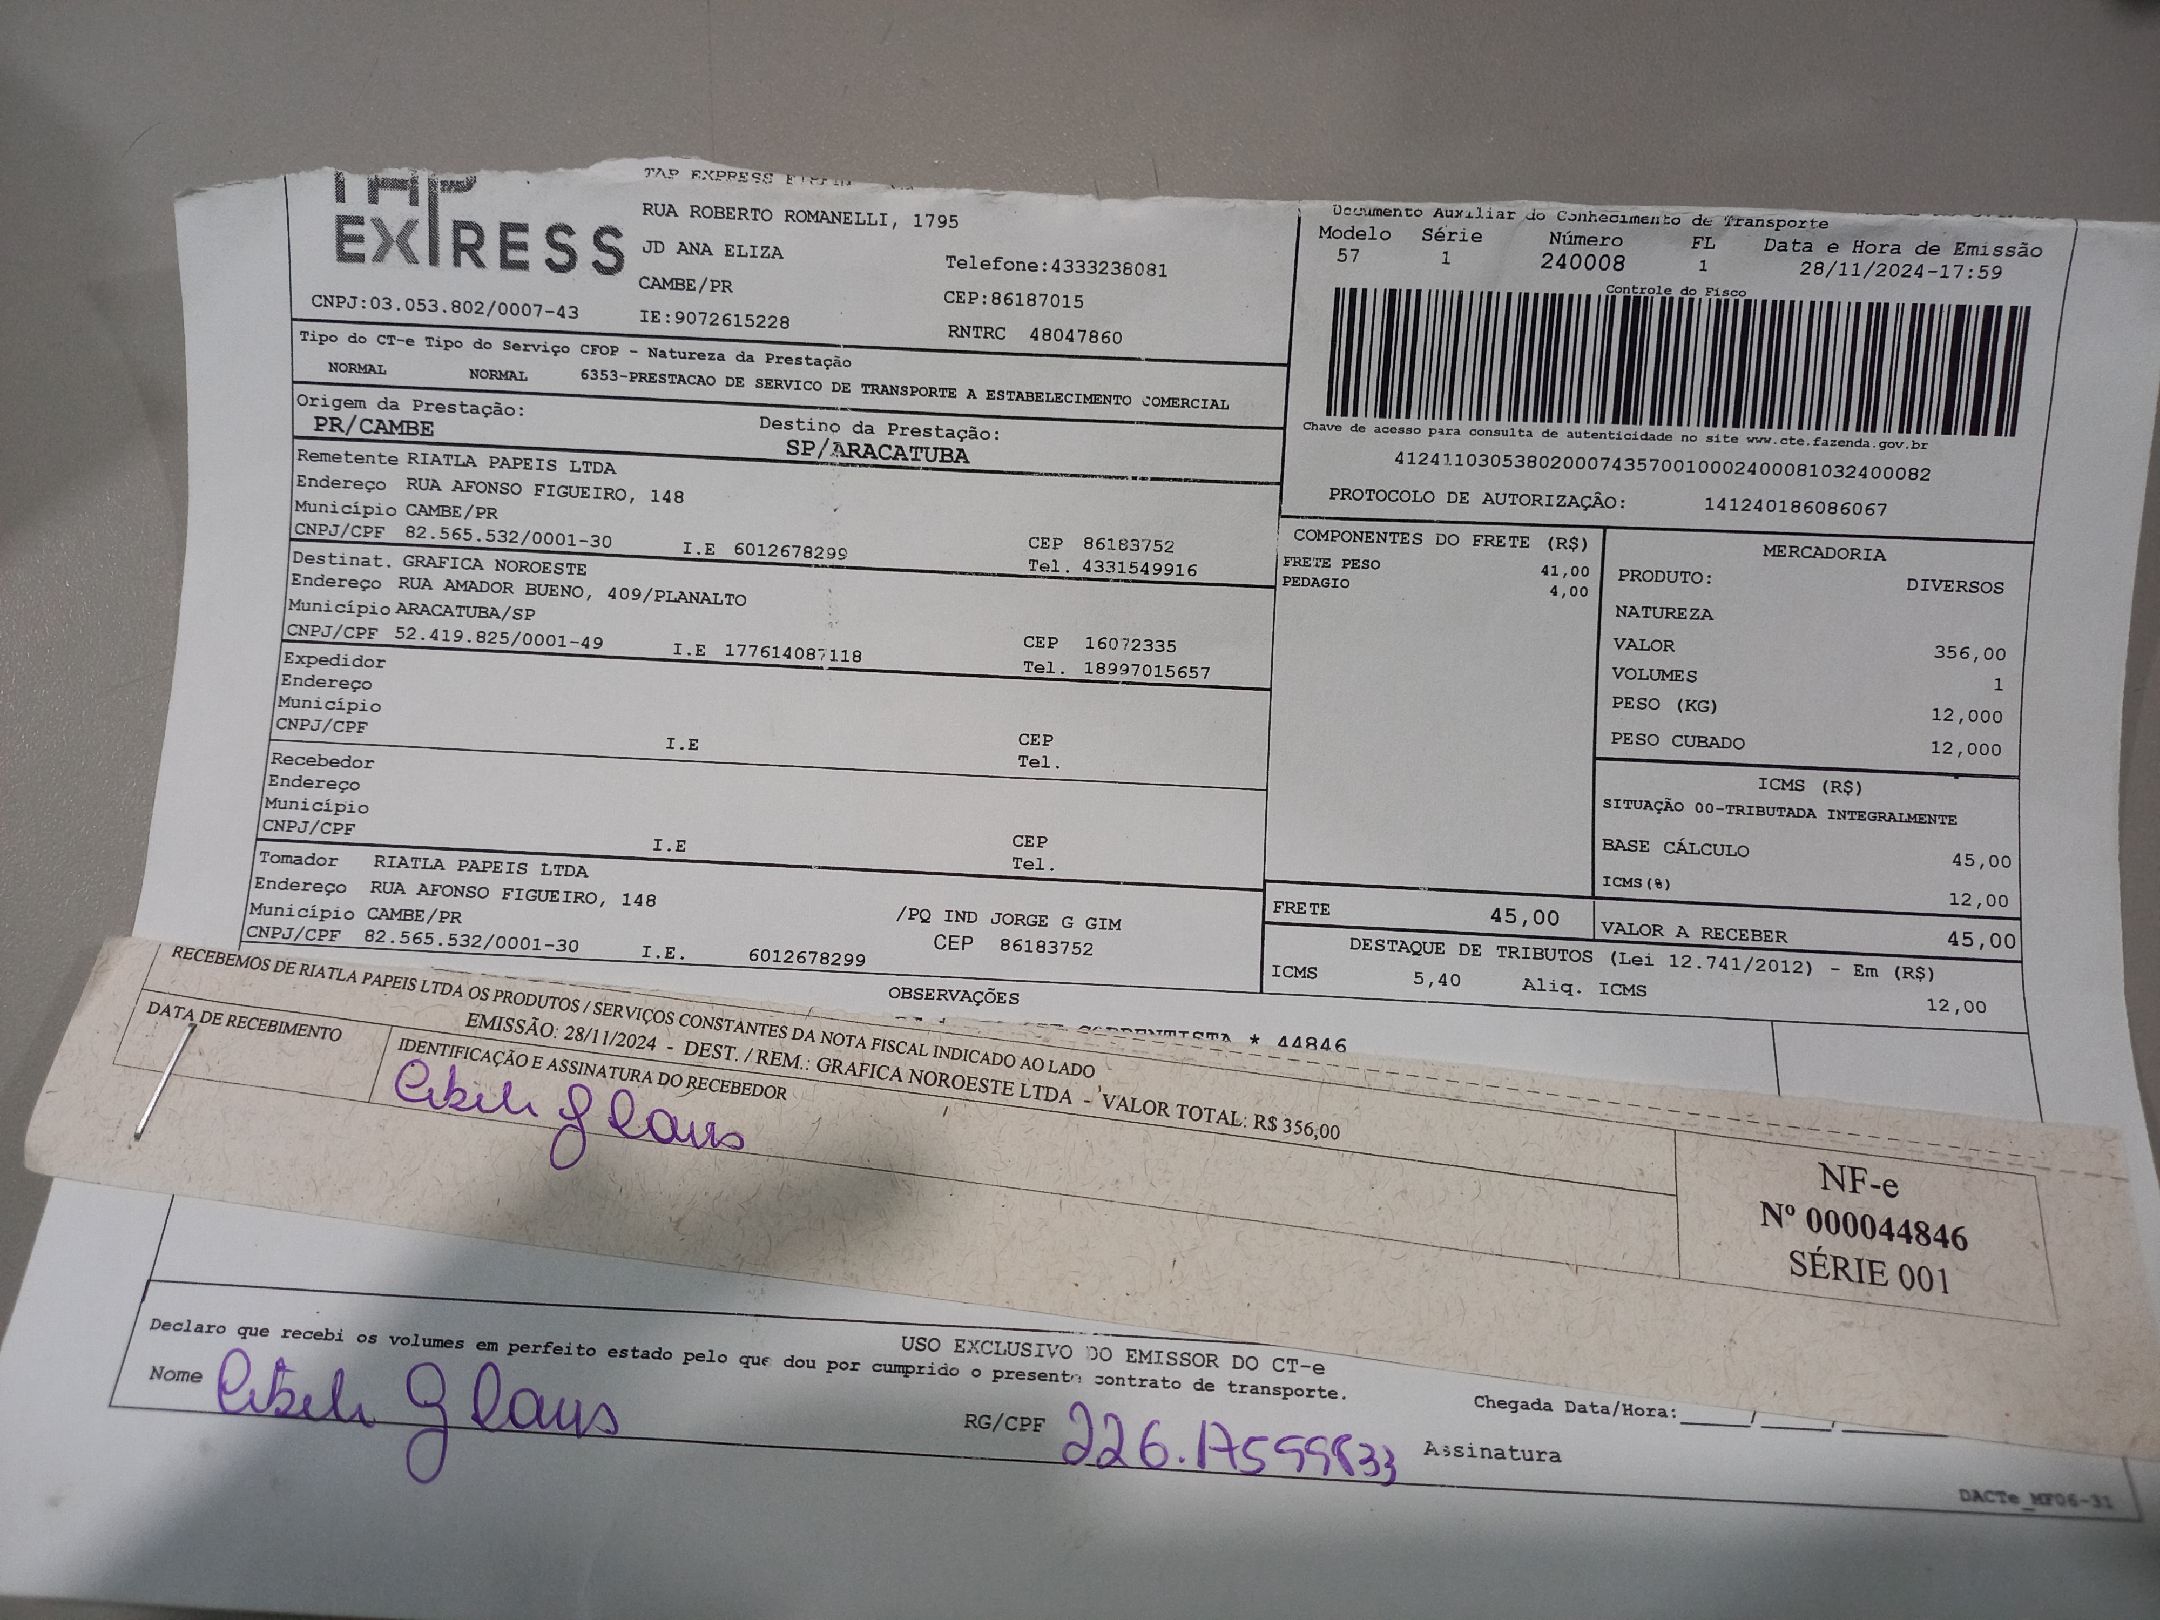 TAP
EXPRESS
TAP EXPRESS
RUA ROBERTO ROMANELLI, 1795
JD ANA ELIZA
CAMBE/PR
IE:9072615228
Telefone:4333238081
CEP:86187015
RNTRC 48047860
CNPJ:03.053.802/0007-43
Documento Auxiliar do Conhecimento de Transporte
Modelo Série Número FL Data e Hora de Emissão
57 1 240008 1 28/11/2024-17:59
Controle do Fisco
Chave de acesso para consulta de autenticidade no site www.cte.fazenda.gov.br
41241103053802000743570010002400081032400082
PROTOCOLO DE AUTORIZAÇÃO: 141240186086067
Tipo do CT-e Tipo do Serviço CFOP - Natureza da Prestação
NORMAL NORMAL 6353-PRESTACAO DE SERVICO DE TRANSPORTE A ESTABELECIMENTO COMERCIAL
Origem da Prestação: Destino da Prestação:
PR/CAMBE SP/ARACATUBA
Remetente RIATLA PAPEIS LTDA
Endereço RUA AFONSO FIGUEIRO, 148
Município CAMBE/PR CEP 86183752
CNPJ/CPF 82.565.532/0001-30 I.E 6012678299 Tel. 4331549916
Destinat. GRAFICA NOROESTE
Endereço RUA AMADOR BUENO, 409/PLANALTO
Município ARACATUBA/SP CEP 16072335
CNPJ/CPF 52.419.825/0001-49 I.E 177614087118 Tel. 18997015657
Expedidor
Endereço
Município CEP
CNPJ/CPF I.E Tel.
Recebedor
Endereço
Município CEP
CNPJ/CPF I.E Tel.
Tomador RIATLA PAPEIS LTDA
Endereço RUA AFONSO FIGUEIRO, 148 /PQ IND JORGE G GIM
Município CAMBE/PR CEP 86183752
CNPJ/CPF 82.565.532/0001-30 I.E. 6012678299
COMPONENTES DO FRETE (R$)
FRETE PESO 41,00
PEDAGIO 4,00
MERCADORIA
PRODUTO: DIVERSOS
NATUREZA
VALOR 356,00
VOLUMES 1
PESO (KG) 12,000
PESO CUBADO 12,000
ICMS (R$)
SITUAÇÃO 00-TRIBUTADA INTEGRALMENTE
BASE CÁLCULO 45,00
ICMS(%) 12,00
FRETE 45,00 VALOR A RECEBER 45,00
DESTAQUE DE TRIBUTOS (Lei 12.741/2012) - Em (R$)
ICMS 5,40 Aliq. ICMS 12,00
OBSERVAÇÕES
CORRENTISTA * 44846
RECEBEMOS DE RIATLA PAPEIS LTDA OS PRODUTOS / SERVIÇOS CONSTANTES DA NOTA FISCAL INDICADO AO LADO
EMISSÃO: 28/11/2024 - DEST. / REM.: GRAFICA NOROESTE LTDA - VALOR TOTAL: R$ 356,00
DATA DE RECEBIMENTO IDENTIFICAÇÃO E ASSINATURA DO RECEBEDOR
NF-e
Nº 000044846
SÉRIE 001
USO EXCLUSIVO DO EMISSOR DO CT-e
Declaro que recebi os volumes em perfeito estado pelo que dou por cumprido o presente contrato de transporte.
Chegada Data/Hora:____/____/____
Nome RG/CPF 226.17599833 Assinatura
DACTe_MF06-31